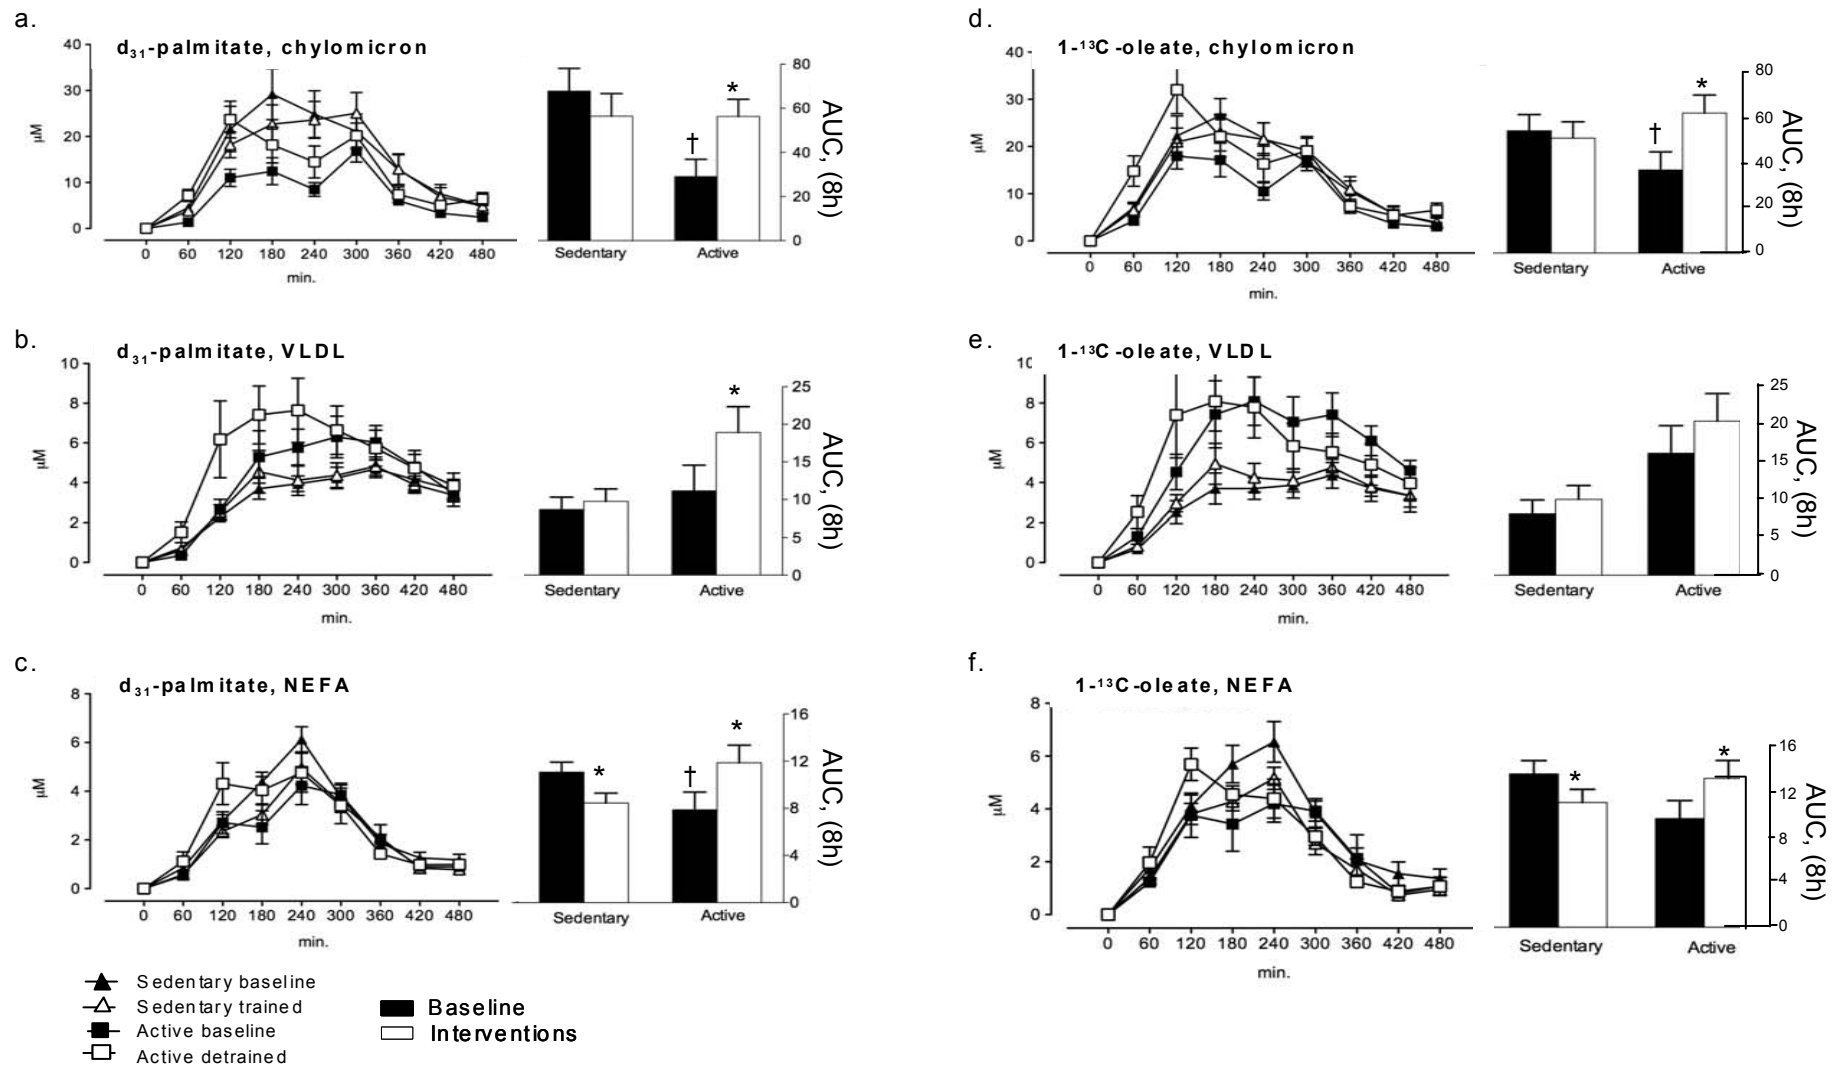 a.
d31-palmitate, chylomicron
40
30
20
10
0
μM
0 60 120 180 240 300 360 420 480
min.
†
*
Sedentary Active
80
60
40
20
0
AUC, (8h)
b.
d31-palmitate, VLDL
10
8
6
4
2
0
μM
0 60 120 180 240 300 360 420 480
min.
*
Sedentary Active
25
20
15
10
5
0
AUC, (8h)
c.
d31-palmitate, NEFA
8
6
4
2
0
μM
0 60 120 180 240 300 360 420 480
min.
*
†
*
Sedentary Active
16
12
8
4
0
AUC, (8h)
Sedentary baseline
Sedentary trained
Active baseline
Active detrained
Baseline
Interventions
d.
1-¹³C-oleate, chylomicron
40
30
20
10
0
μM
0 60 120 180 240 300 360 420 480
min.
†
*
Sedentary Active
80
60
40
20
0
AUC, (8h)
e.
1-¹³C-oleate, VLDL
10
8
6
4
2
0
μM
0 60 120 180 240 300 360 420 480
min.
Sedentary Active
25
20
15
10
5
0
AUC, (8h)
f.
1-¹³C-oleate, NEFA
8
6
4
2
0
μM
0 60 120 180 240 300 360 420 480
min.
*
*
Sedentary Active
16
12
8
4
0
AUC, (8h)